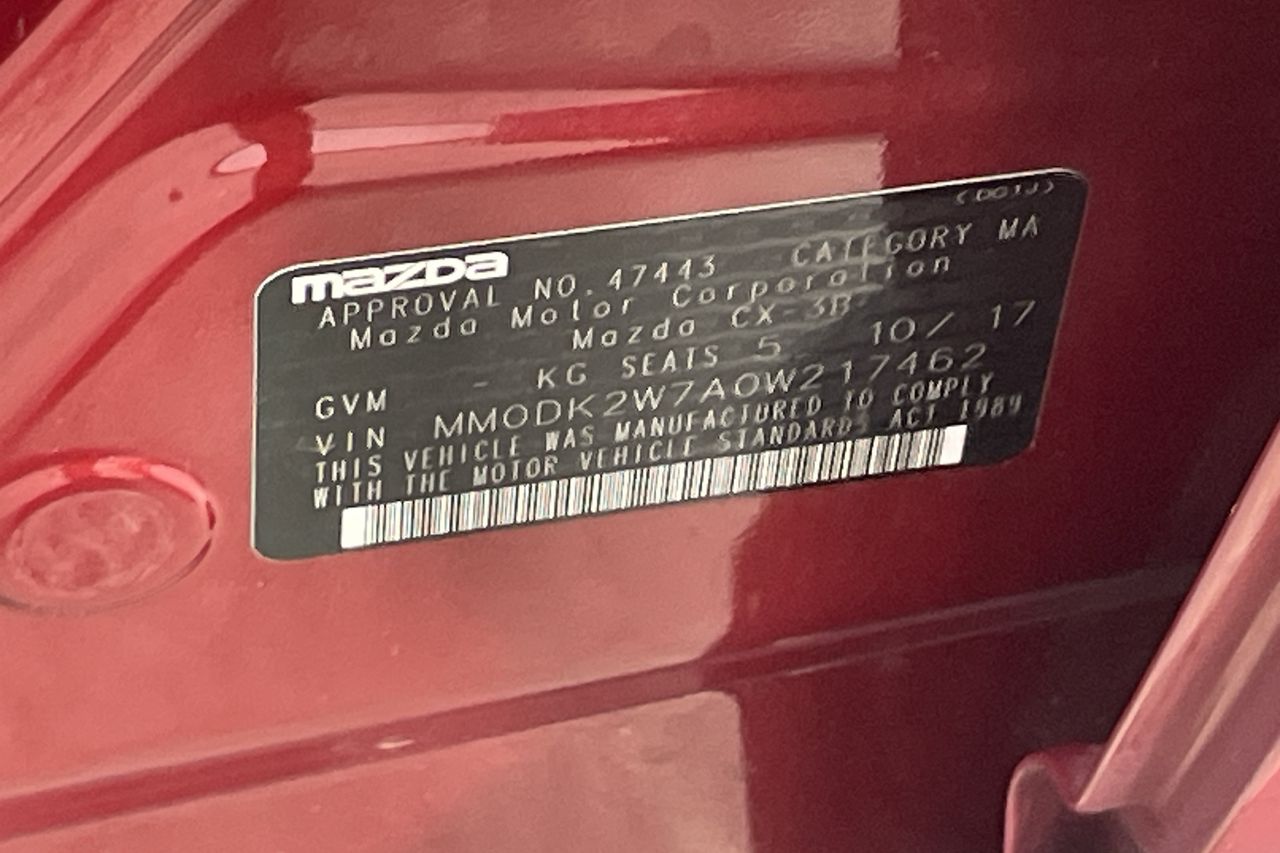 (DG1J)
mazda
APPROVAL NO. 47443 CATEGORY MA
Mazda Motor Corporation
Mazda CX-3B
GVM - KG SEATS 5 10/ 17
VIN MM0DK2W7A0W217462
THIS VEHICLE WAS MANUFACTURED TO COMPLY
WITH THE MOTOR VEHICLE STANDARDS ACT 1989